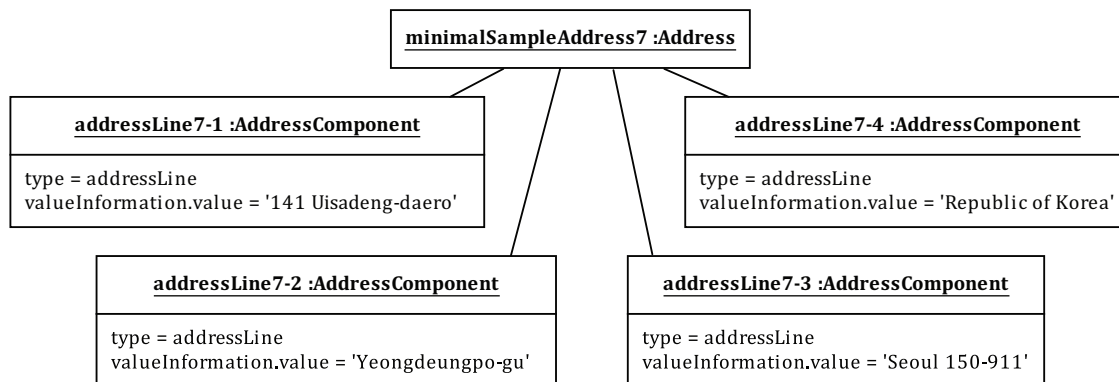 minimalSampleAddress7 :Address
addressLine7-1 :AddressComponent
type = addressLine
valueInformation.value = '141 Uisadeng-daero'
addressLine7-4 :AddressComponent
type = addressLine
valueInformation.value = 'Republic of Korea'
addressLine7-2 :AddressComponent
type = addressLine
valueInformation.value = 'Yeongdeungpo-gu'
addressLine7-3 :AddressComponent
type = addressLine
valueInformation.value = 'Seoul 150-911'